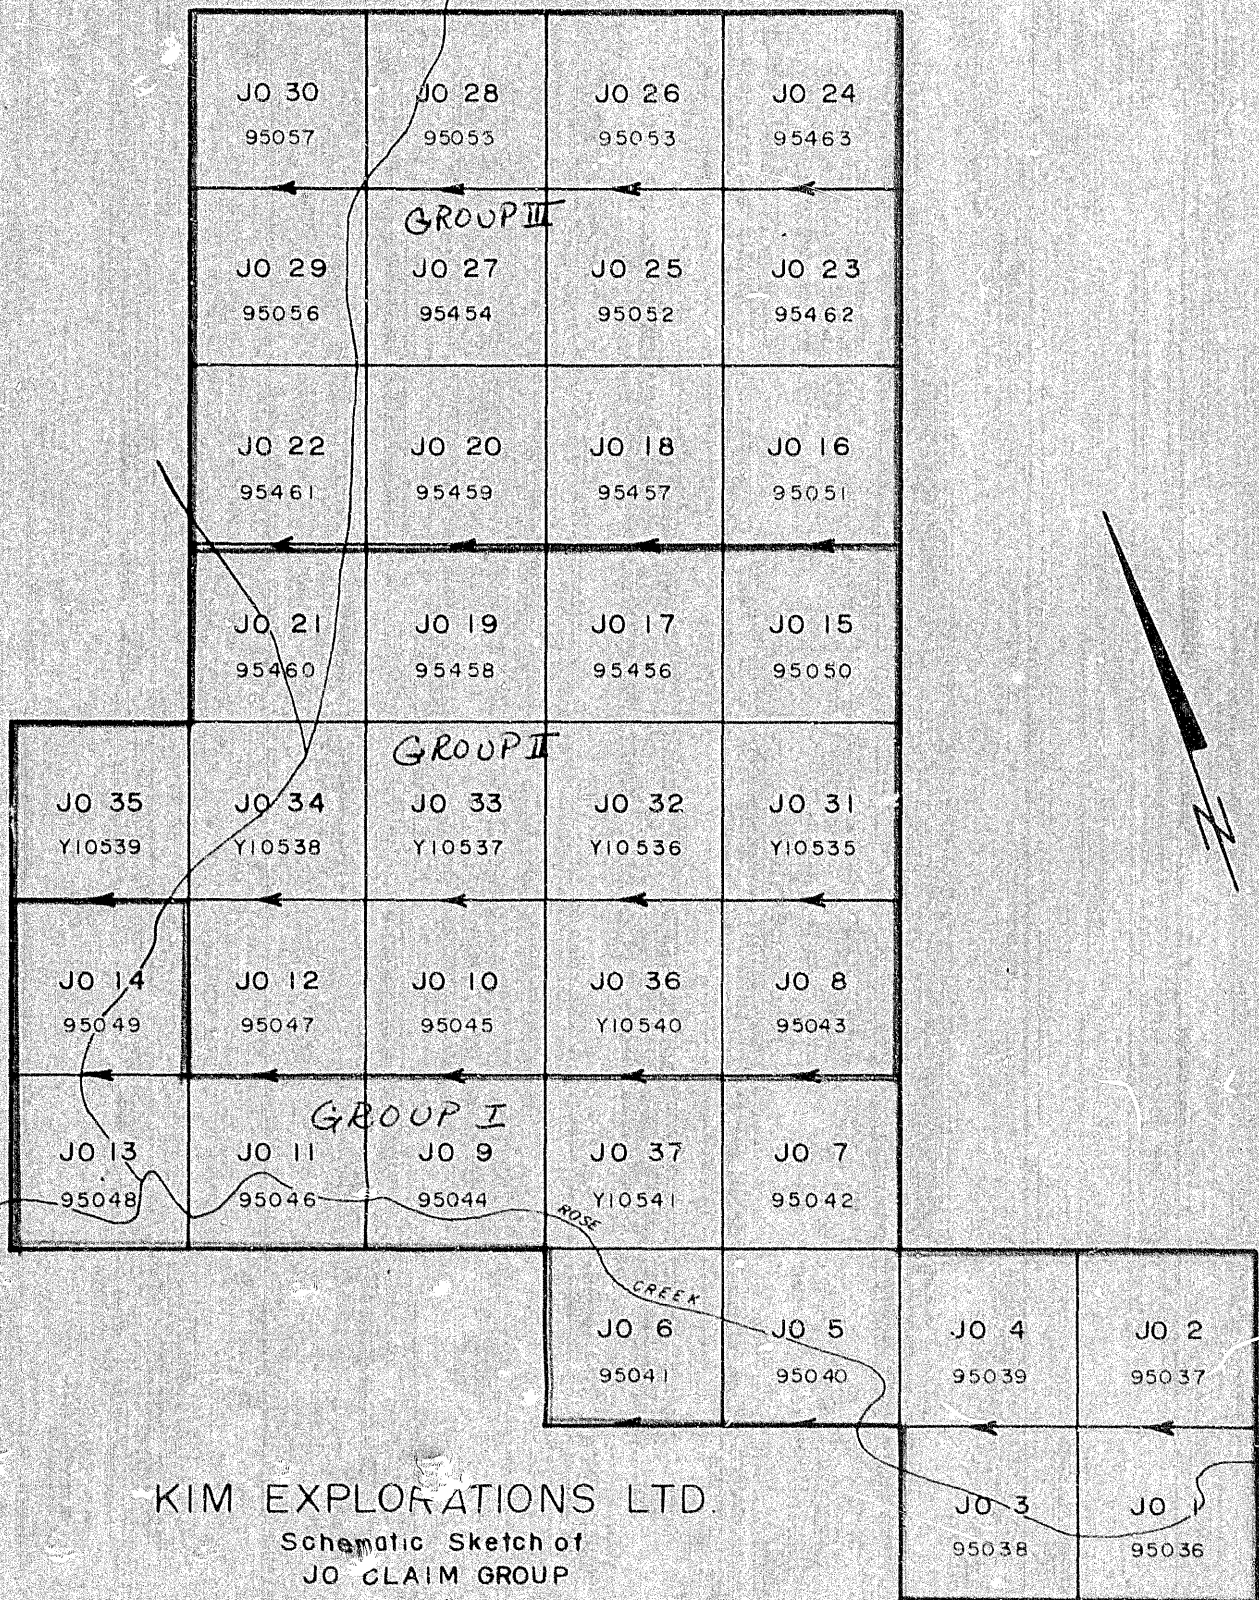 JO 30 JO 28 JO 26 JO 24
95057 95053 95053 95463
GROUP III
JO 29 JO 27 JO 25 JO 23
95056 95454 95052 95462
JO 22 JO 20 JO 18 JO 16
95461 95459 95457 95051
JO 21 JO 19 JO 17 JO 15
95460 95458 95456 95050
GROUP II
JO 35 JO 34 JO 33 JO 32 JO 31
Y10539 Y10538 Y10537 Y10536 Y10535
JO 14 JO 12 JO 10 JO 36 JO 8
95049 95047 95045 Y10540 95043
GROUP I
JO 13 JO 11 JO 9 JO 37 JO 7
95048 95046 95044 Y10541 95042
ROSE CREEK
JO 6 JO 5 JO 4 JO 2
95041 95040 95039 95037
JO 3 JO 1
95038 95036
N
KIM EXPLORATIONS LTD.
Schematic Sketch of
JO CLAIM GROUP